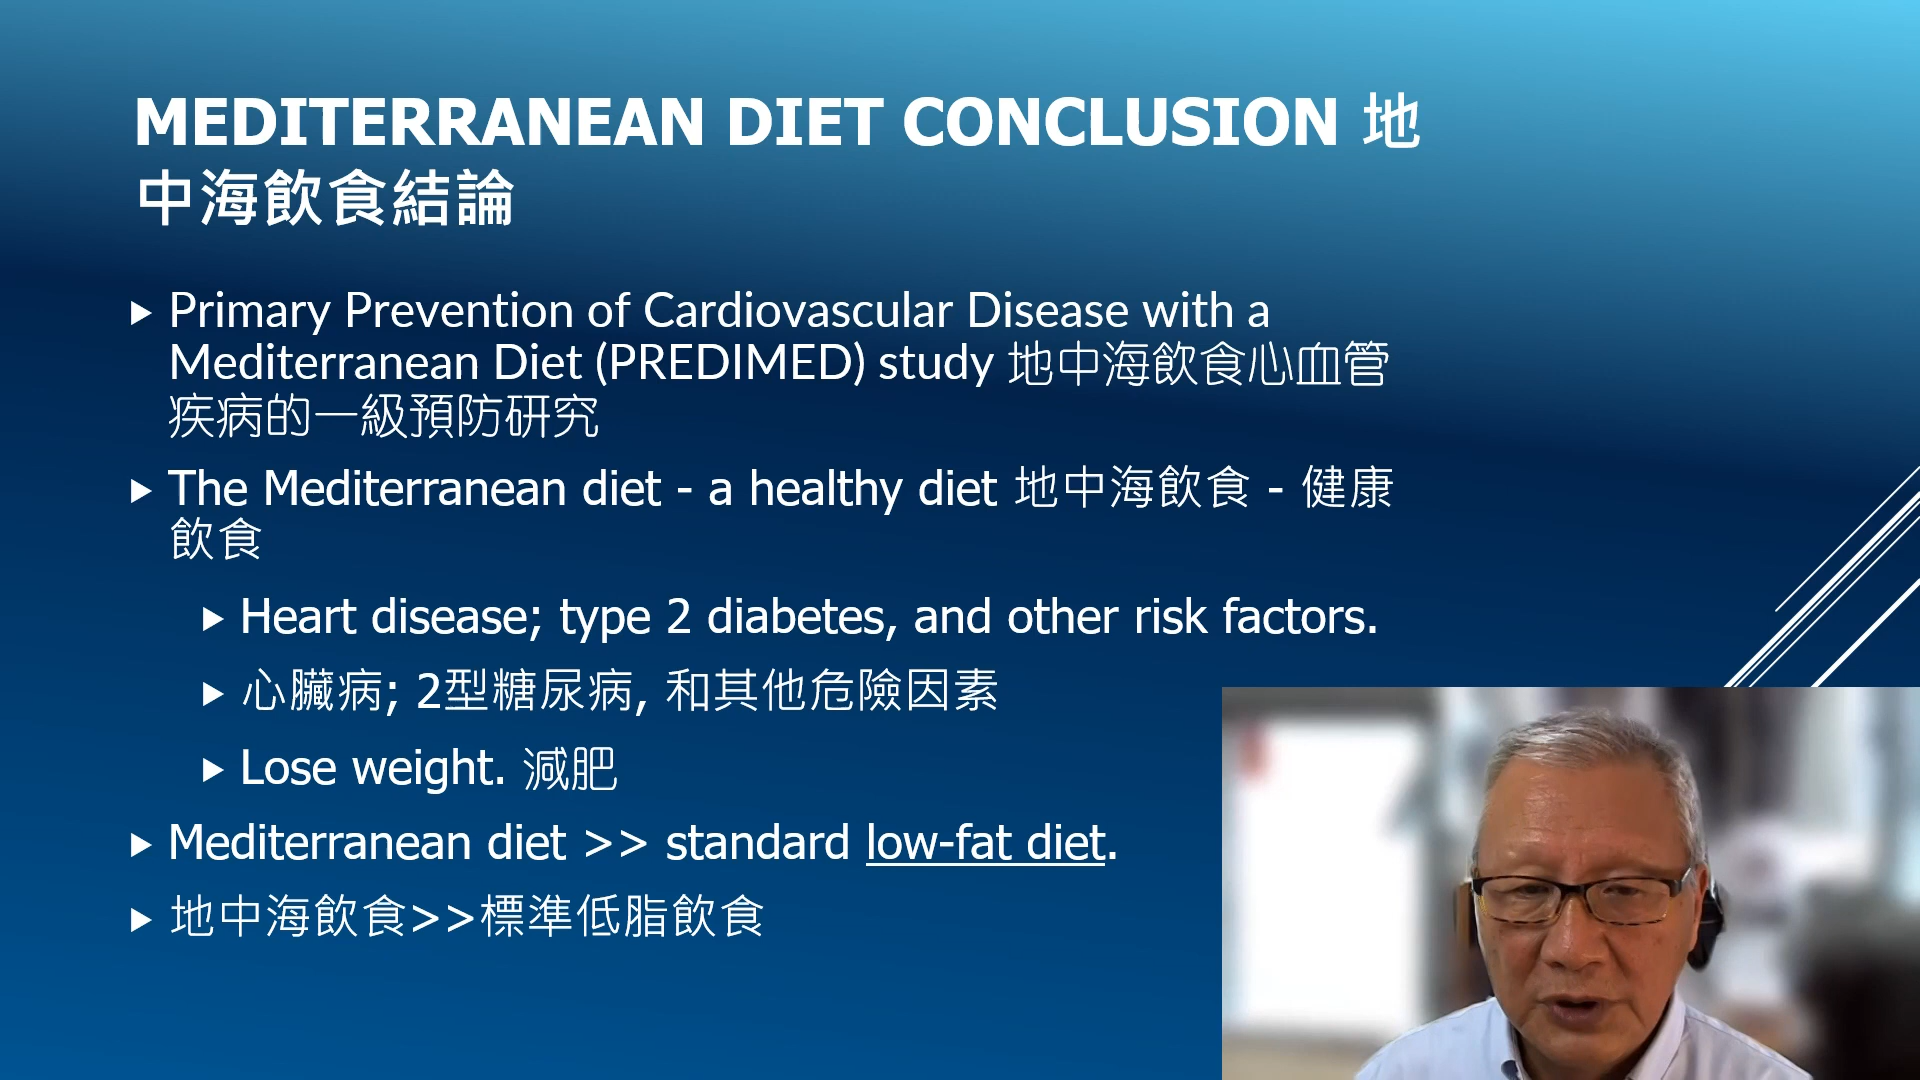 MEDITERRANEAN DIET CONCLUSION 地
中海飲食結論
Primary Prevention of Cardiovascular Disease with a
Mediterranean Diet (PREDIMED) study 地中海飲食心血管
疾病的一級預防研究
The Mediterranean diet - a healthy diet 地中海飲食 - 健康
飲食
Heart disease; type 2 diabetes, and other risk factors.
心臟病; 2型糖尿病, 和其他危險因素
Lose weight. 減肥
Mediterranean diet >> standard low-fat diet.
地中海飲食>>標準低脂飲食